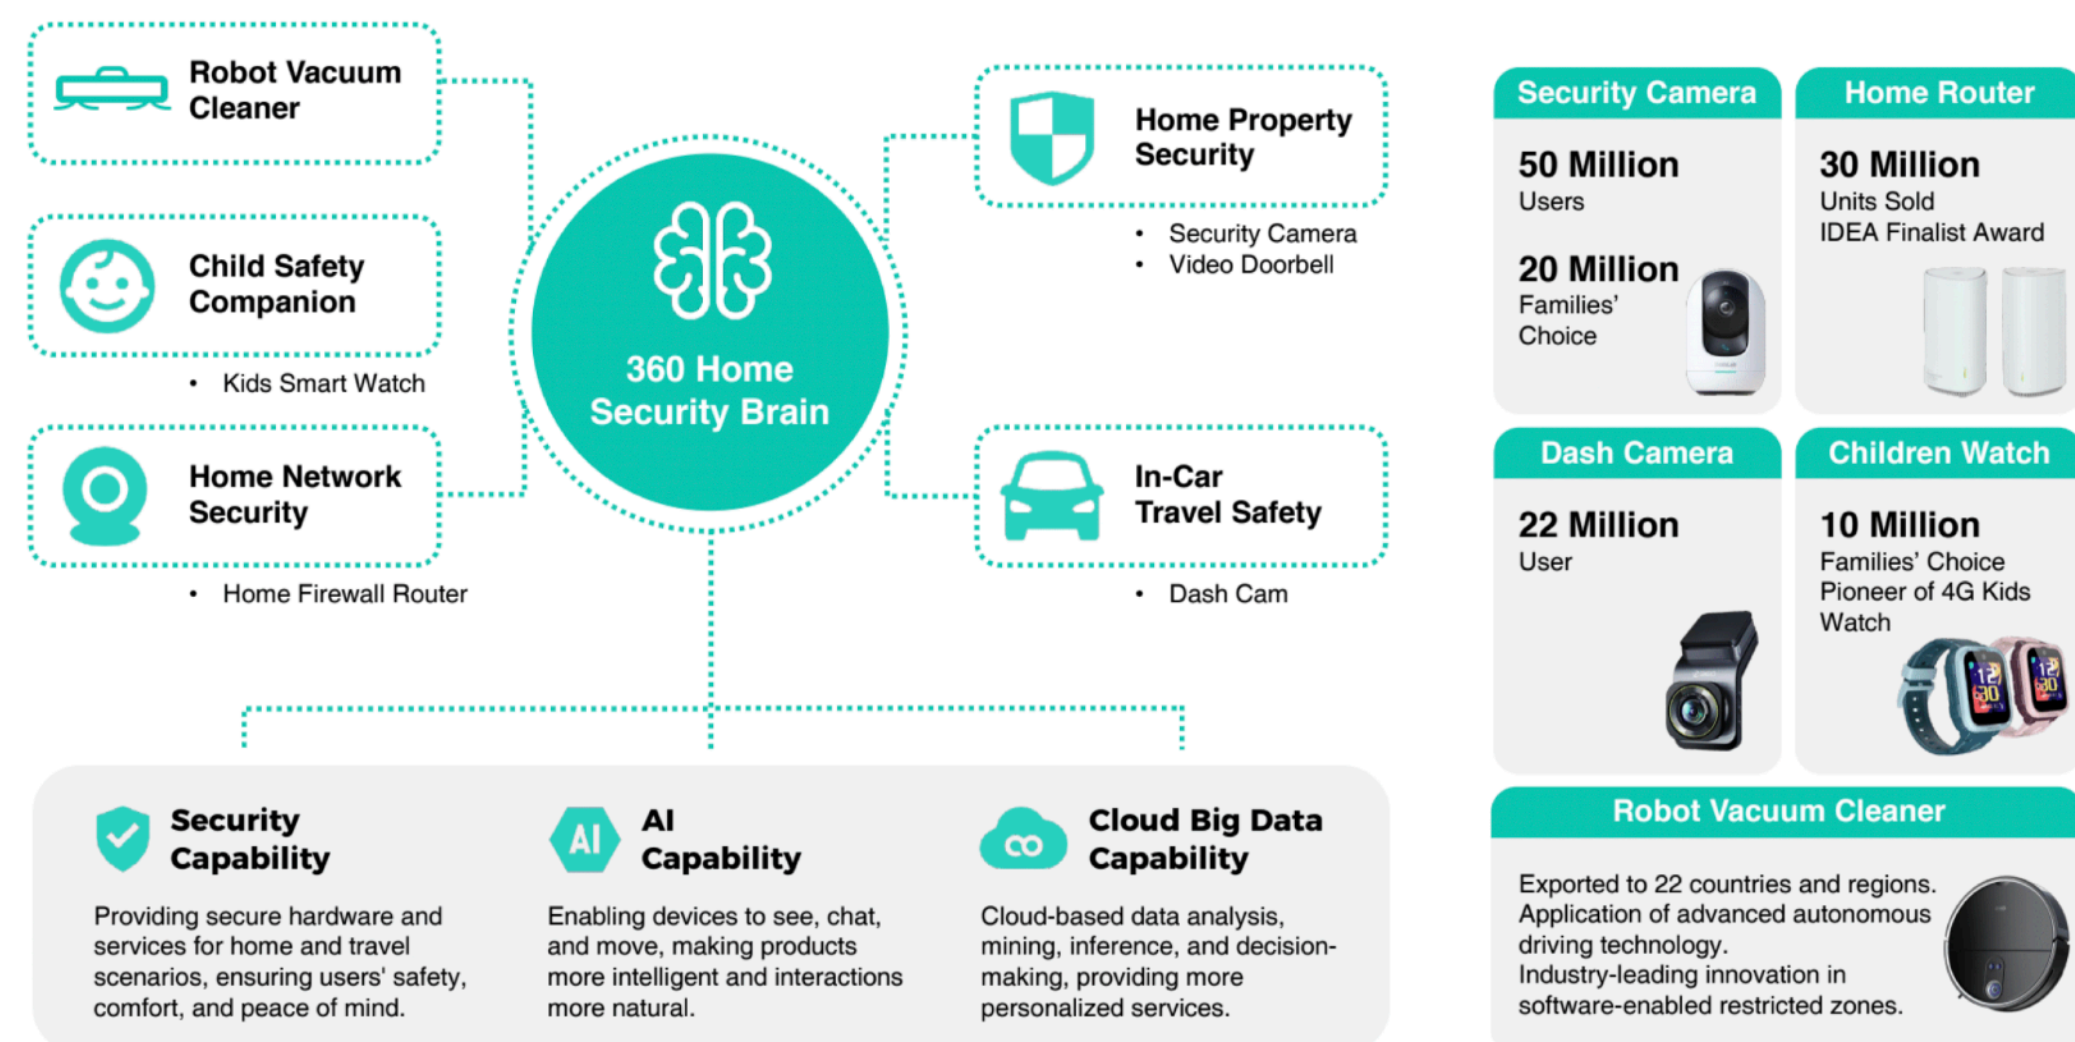 Robot Vacuum
Cleaner
Child Safety
Companion
• Kids Smart Watch
Home Network
Security
• Home Firewall Router
360 Home
Security Brain
Home Property
Security
• Security Camera
• Video Doorbell
In-Car
Travel Safety
• Dash Cam
Security
Capability
Providing secure hardware and
services for home and travel
scenarios, ensuring users' safety,
comfort, and peace of mind.
AI
AI
Capability
Enabling devices to see, chat,
and move, making products
more intelligent and interactions
more natural.
Cloud Big Data
Capability
Cloud-based data analysis,
mining, inference, and decision-
making, providing more
personalized services.
Security Camera
50 Million
Users
20 Million
Families’
Choice
Home Router
30 Million
Units Sold
IDEA Finalist Award
Dash Camera
22 Million
User
Children Watch
10 Million
Families’ Choice
Pioneer of 4G Kids
Watch
12
30
12
30
Robot Vacuum Cleaner
Exported to 22 countries and regions.
Application of advanced autonomous
driving technology.
Industry-leading innovation in
software-enabled restricted zones.